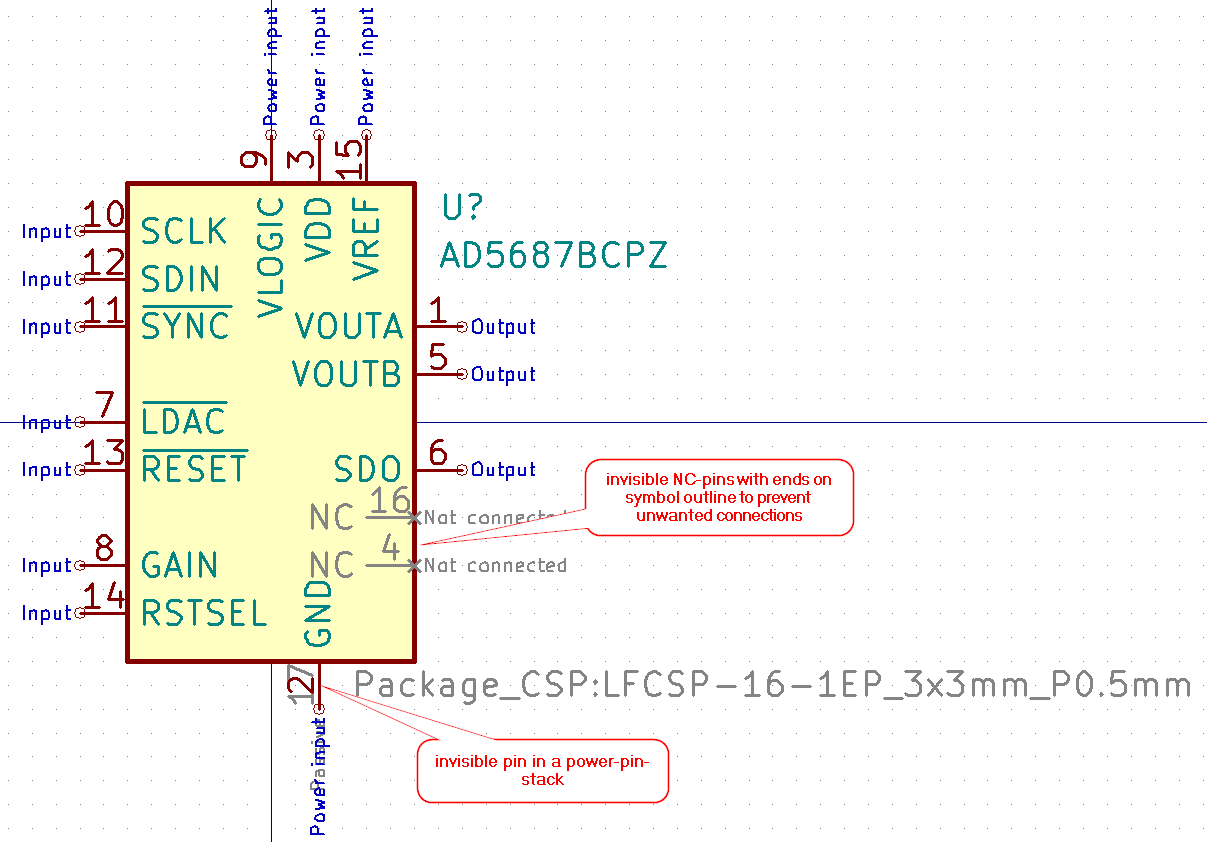 Power input
Power input
Power input
9
3
15
VLOGIC
VDD
VREF
U?
AD5687BCPZ
Input 10 SCLK
Input 12 SDIN
Input 11 SYNC
VOUTA 1 Output
VOUTB 5 Output
Input 7 LDAC
Input 13 RESET
SDO 6 Output
NC 16 Not connected
NC 4 Not connected
Input 8 GAIN
Input 14 RSTSEL
GND
2
17
Power input
Package_CSP:LFCSP-16-1EP_3x3mm_P0.5mm
invisible NC-pins with ends on
symbol outline to prevent
unwanted connections
invisible pin in a power-pin-
stack